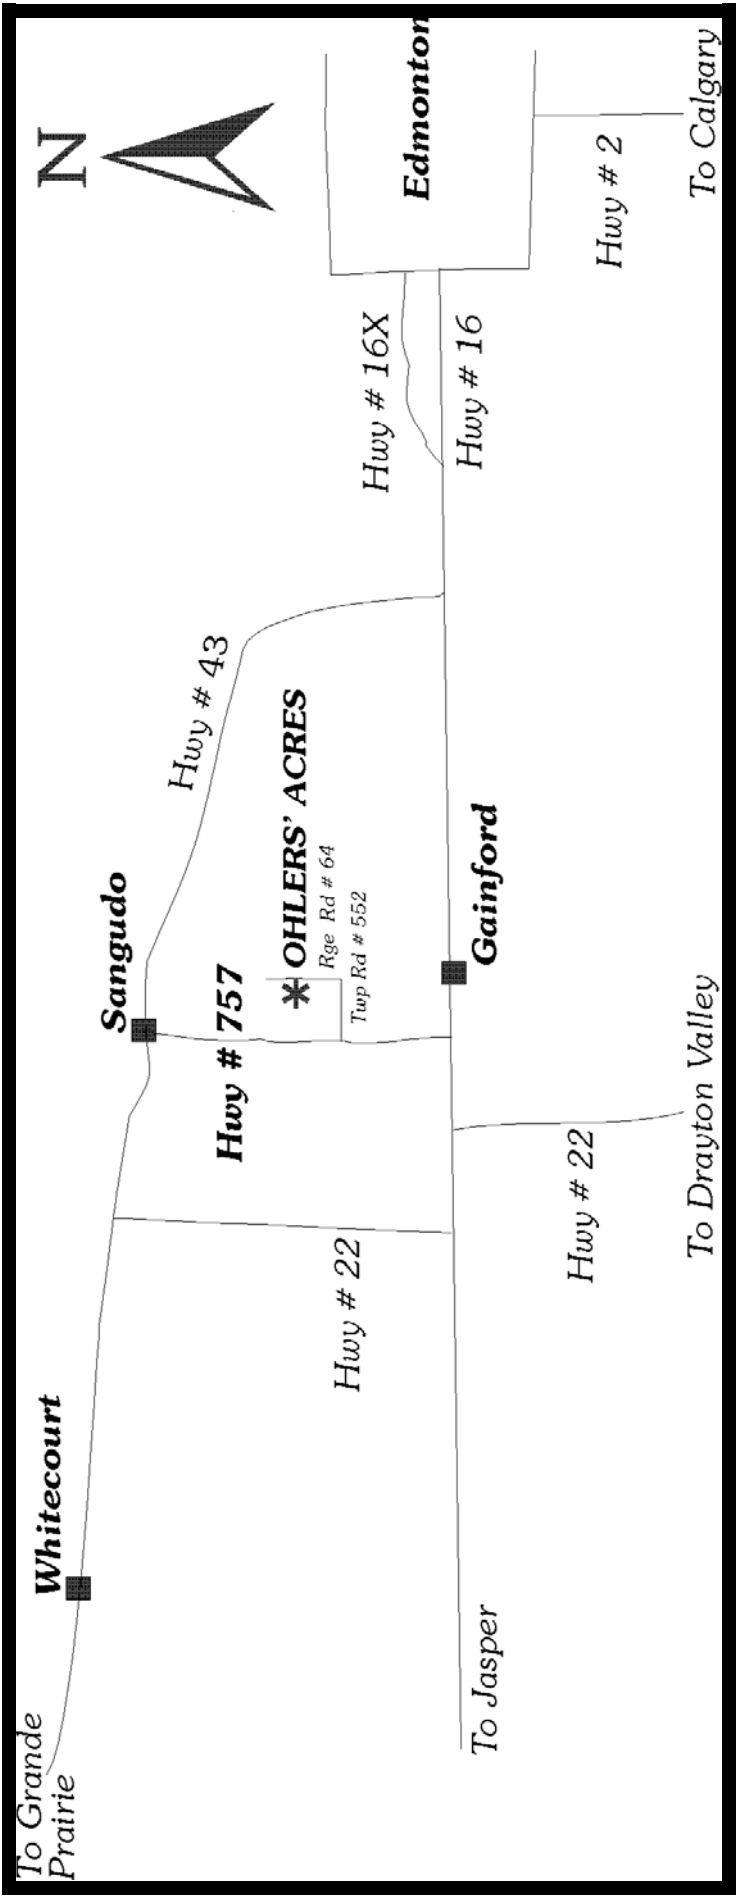 To Grande
Prairie
Whitecourt
Sangudo
N
Hwy # 43
Hwy # 757
OHLERS' ACRES
Rge Rd # 64
Twp Rd # 552
Hwy # 22
Hwy # 16X
Edmonton
Hwy # 16
Gainford
To Jasper
Hwy # 22
Hwy # 2
To Drayton Valley
To Calgary